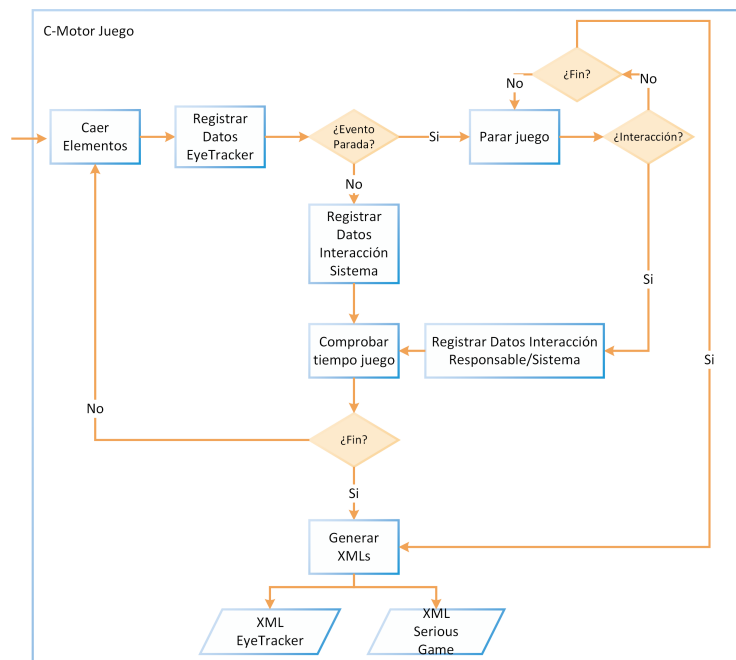 C-Motor Juego
¿Fin?
No
No
Caer
Elementos
Registrar
Datos
EyeTracker
¿Evento
Parada?
Si
Parar juego
¿Interacción?
No
Registrar
Datos
Interacción
Sistema
Si
Comprobar
tiempo juego
Registrar Datos Interacción
Responsable/Sistema
Si
No
¿Fin?
Si
Generar
XMLs
XML
EyeTracker
XML
Serious
Game